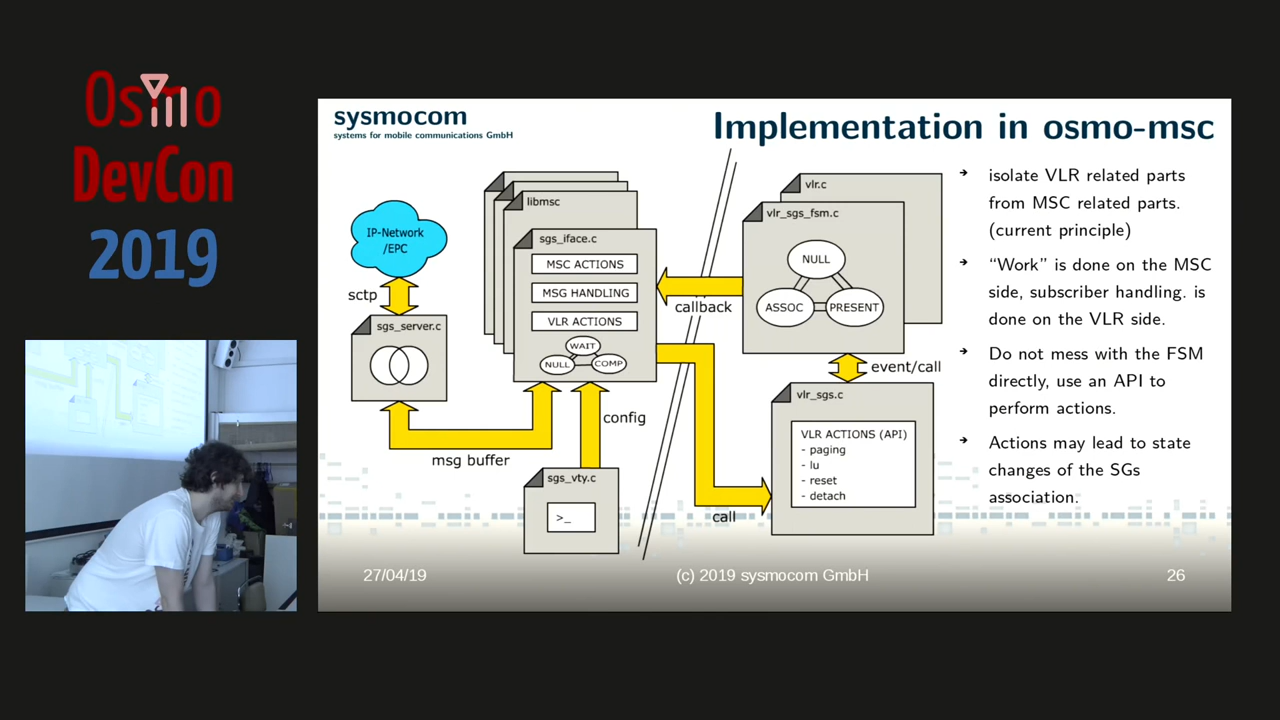 Osmo
DevCon
2019
sysmocom
systems for mobile communications GmbH
Implementation in osmo-msc
IP-Network
/EPC
sctp
sgs_server.c
libmsc
sgs_iface.c
MSC ACTIONS
MSG HANDLING
VLR ACTIONS
WAIT
NULL
COMP
msg buffer
config
sgs_vty.c
>_
callback
call
vlr.c
vlr_sgs_fsm.c
NULL
ASSOC
PRESENT
event/call
vlr_sgs.c
VLR ACTIONS (API)
- paging
- lu
- reset
- detach
➔ isolate VLR related parts
from MSC related parts.
(current principle)
➔ “Work” is done on the MSC
side, subscriber handling. is
done on the VLR side.
➔ Do not mess with the FSM
directly, use an API to
perform actions.
➔ Actions may lead to state
changes of the SGs
association.
27/04/19
(c) 2019 sysmocom GmbH
26